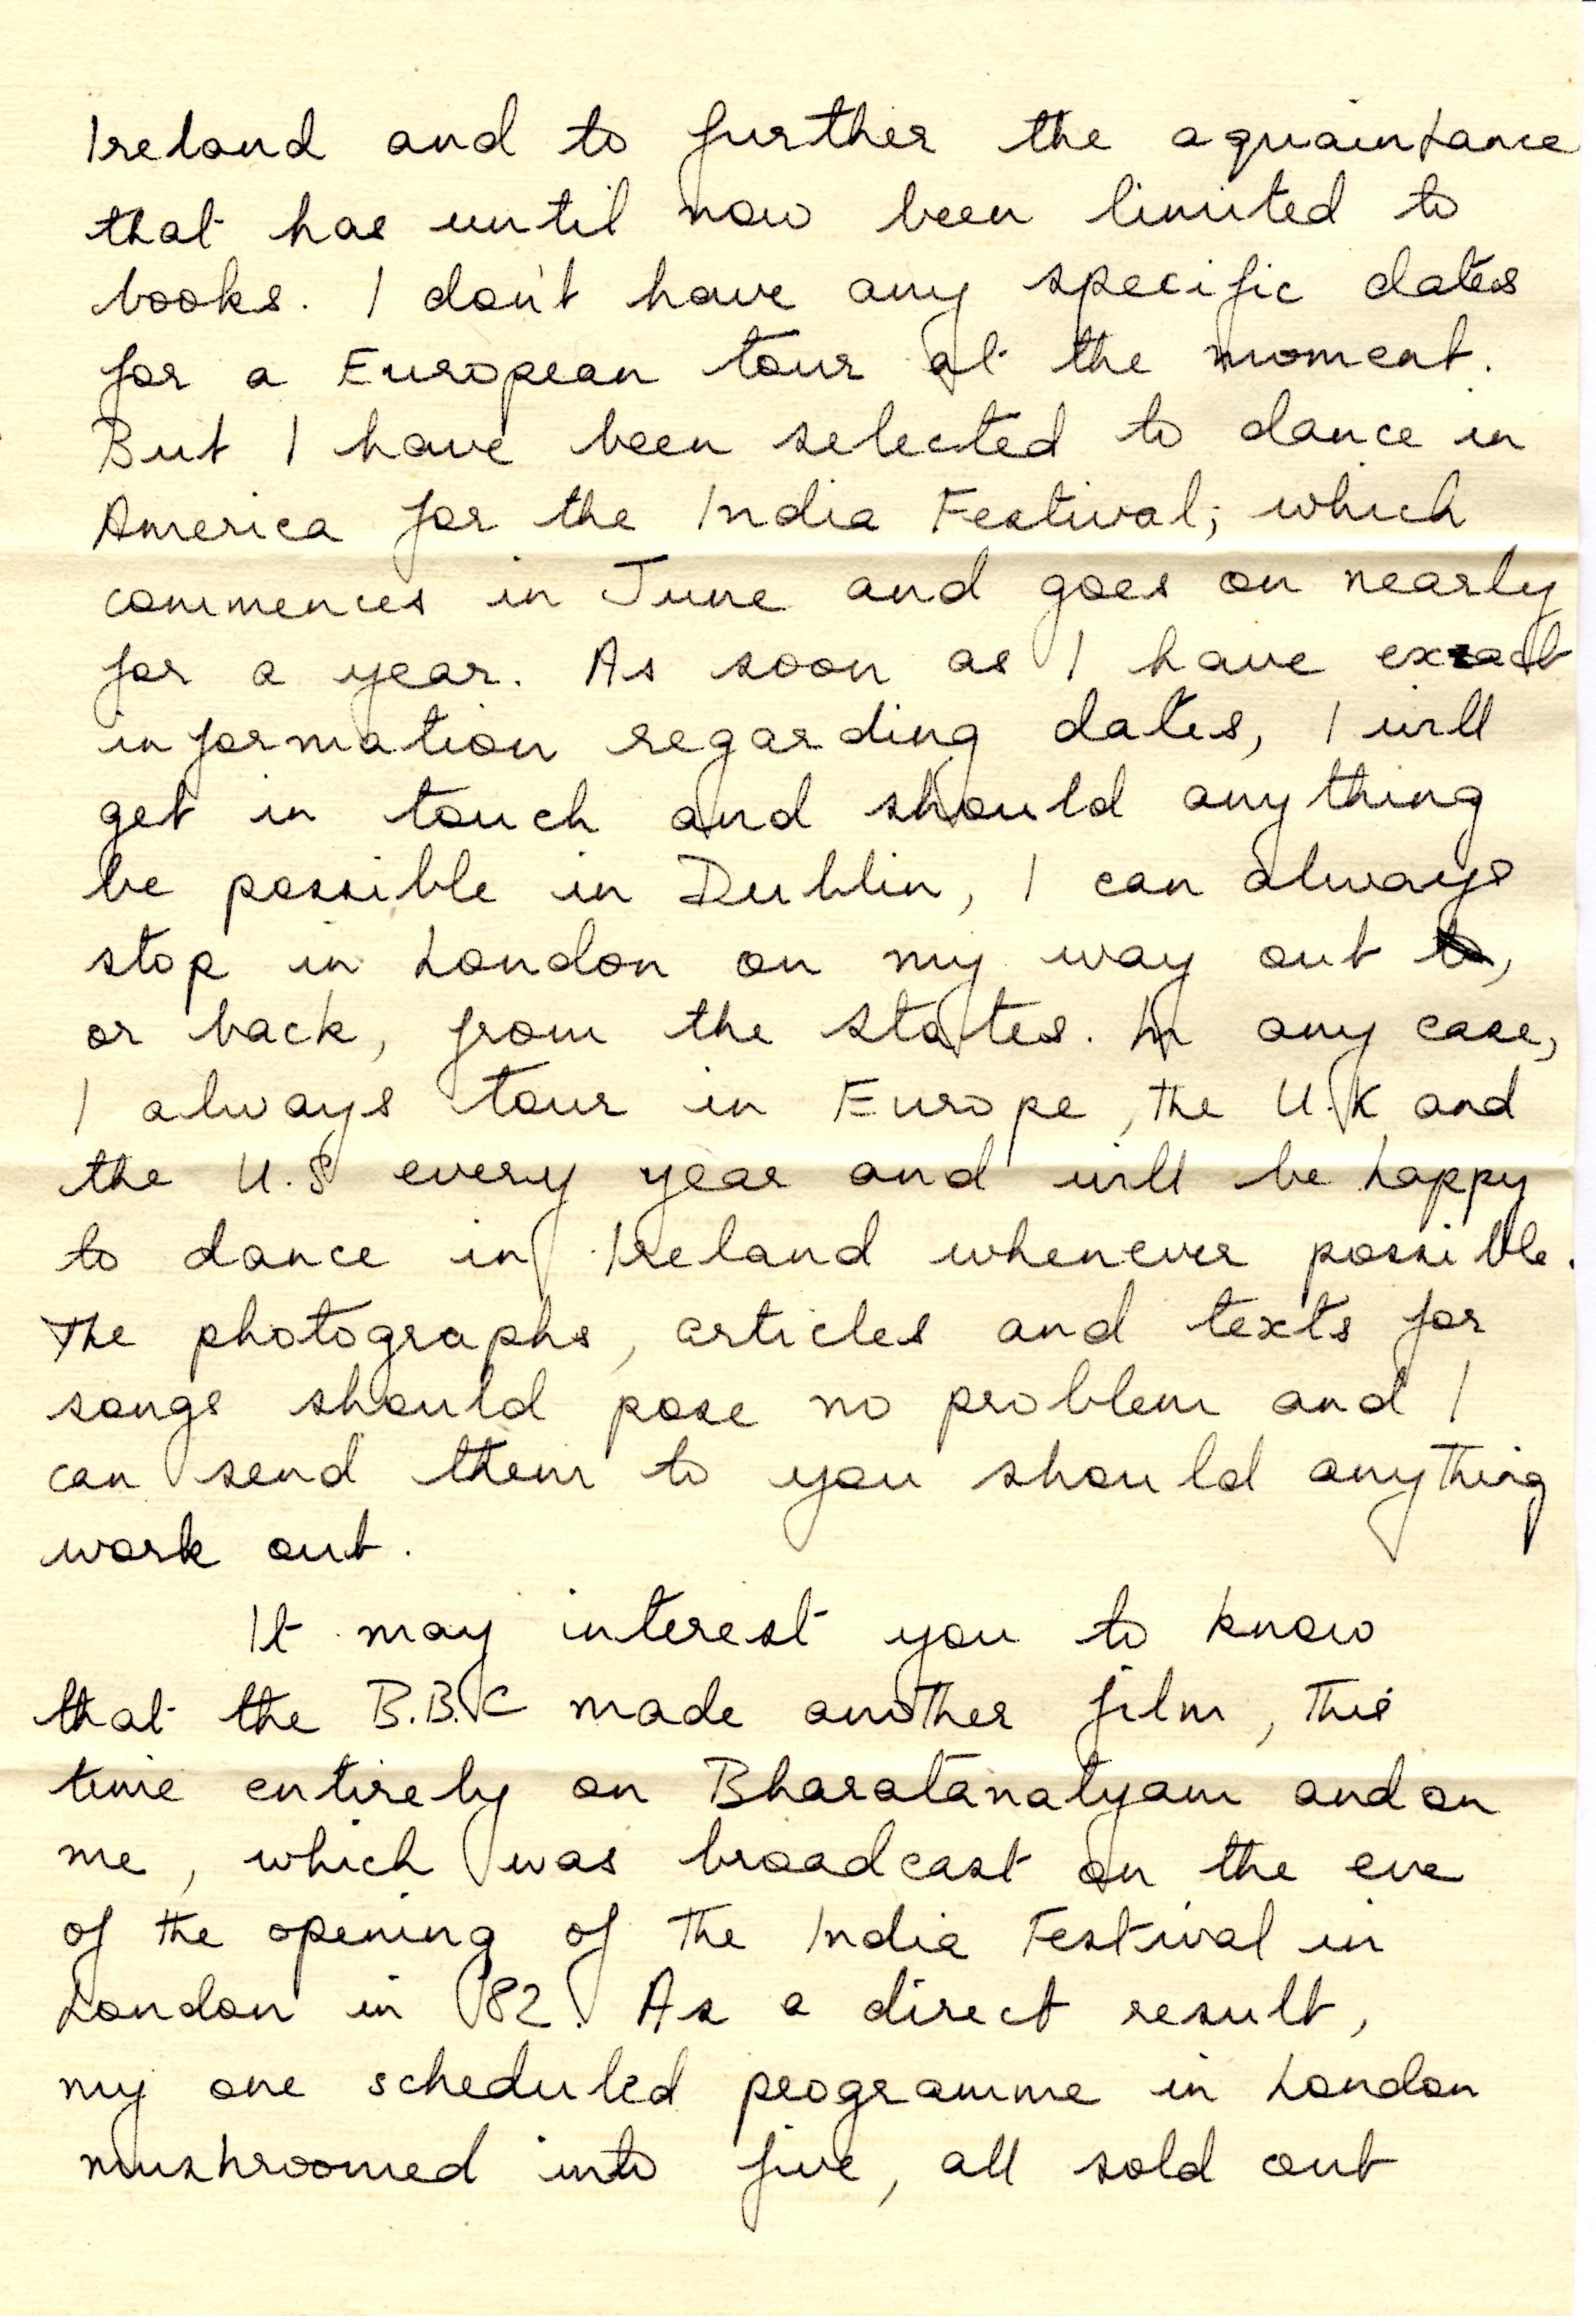 Ireland and to further the aquaintance
that has until now been limited to
books. I don't have any specific dates
for a European tour at the moment.
But I have been selected to dance in
America for the India Festival; which
commences in June and goes on nearly
for a year. As soon as I have exact
information regarding dates, I will
get in touch and should anything
be possible in Dublin, I can always
stop in London on my way out to,
or back, from the states. In any case,
I always tour in Europe, the U.K and
the U.S every year and will be happy
to dance in Ireland whenever possible.
The photographs, articles and texts for
songs should pose no problem and I
can send them to you should anything
work out.
It may interest you to know
that the B.B.C made another film, this
time entirely on Bharatanatyam and on
me, which was broadcast on the eve
of the opening of the India Festival in
London in '82. As a direct result,
my one scheduled programme in London
mushroomed into five, all sold out